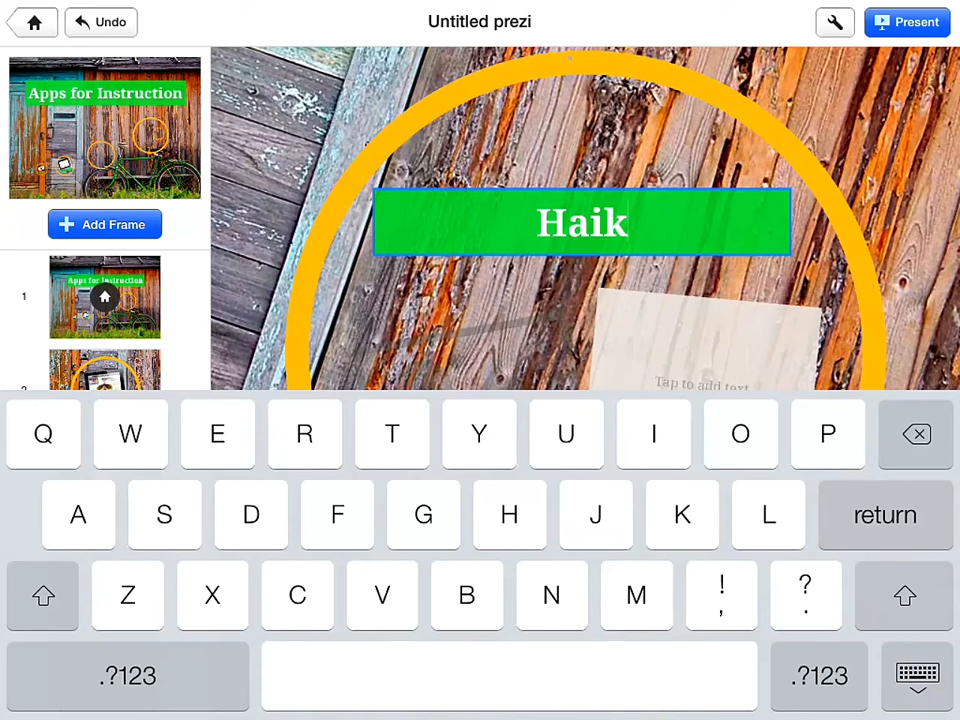 Undo
Untitled prezi
Present
Apps for Instruction
Add Frame
1
Apps for Instruction
2
Haik
Tap to add text
Q W E R T Y U I O P
A S D F G H J K L return
Z X C V B N M ! , ? .
.?123 .?123